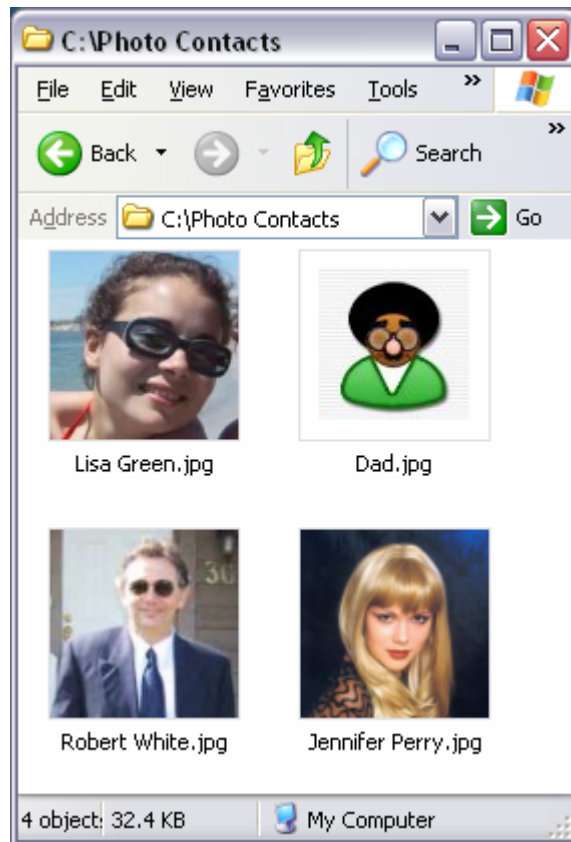 C:\Photo Contacts
File Edit View Favorites Tools »
Back Search »
Address C:\Photo Contacts Go
Lisa Green.jpg Dad.jpg
30
Robert White.jpg Jennifer Perry.jpg
4 object: 32.4 KB My Computer